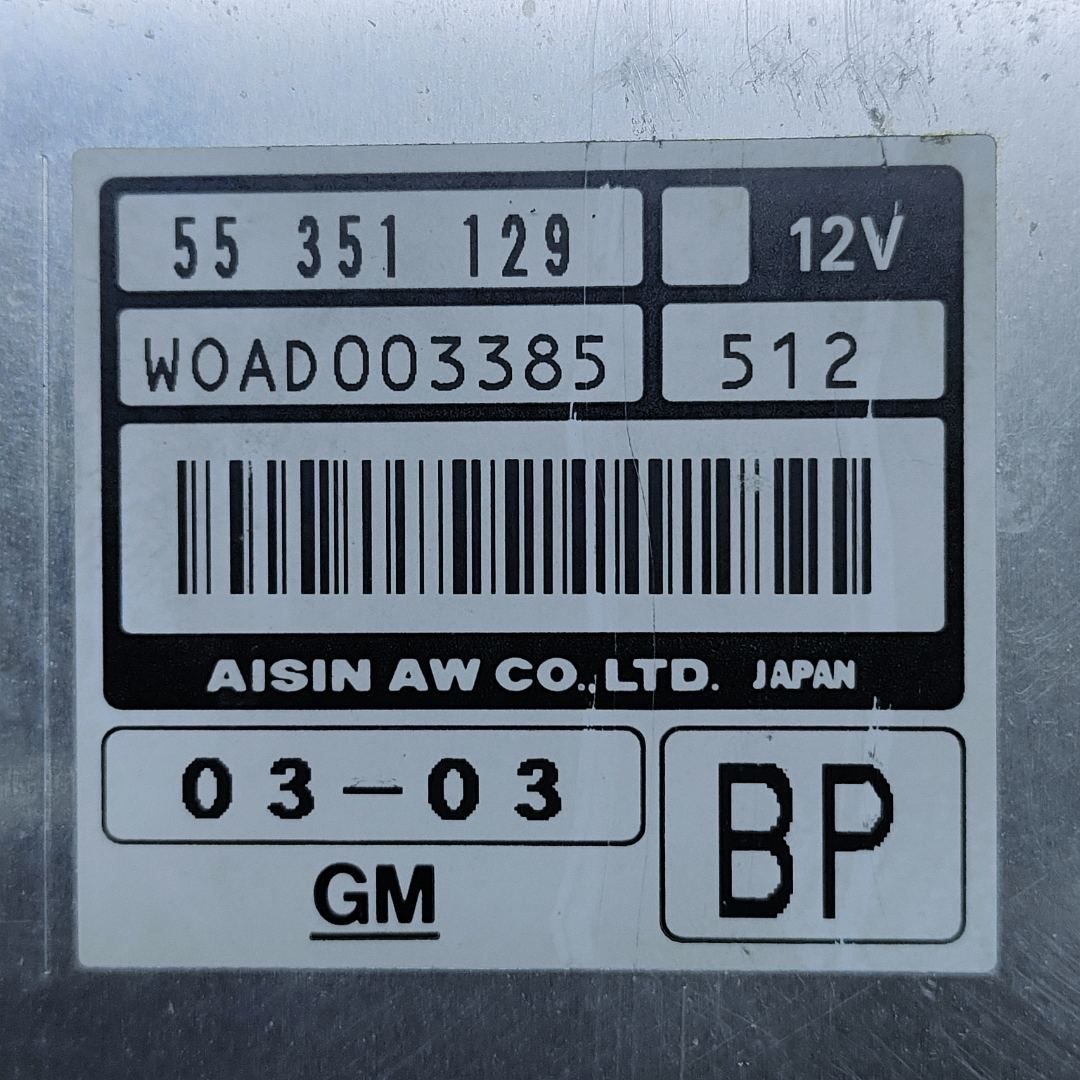 55 351 129 12V
WOAD003385 512
AISIN AW CO., LTD. JAPAN
03-03
BP
GM